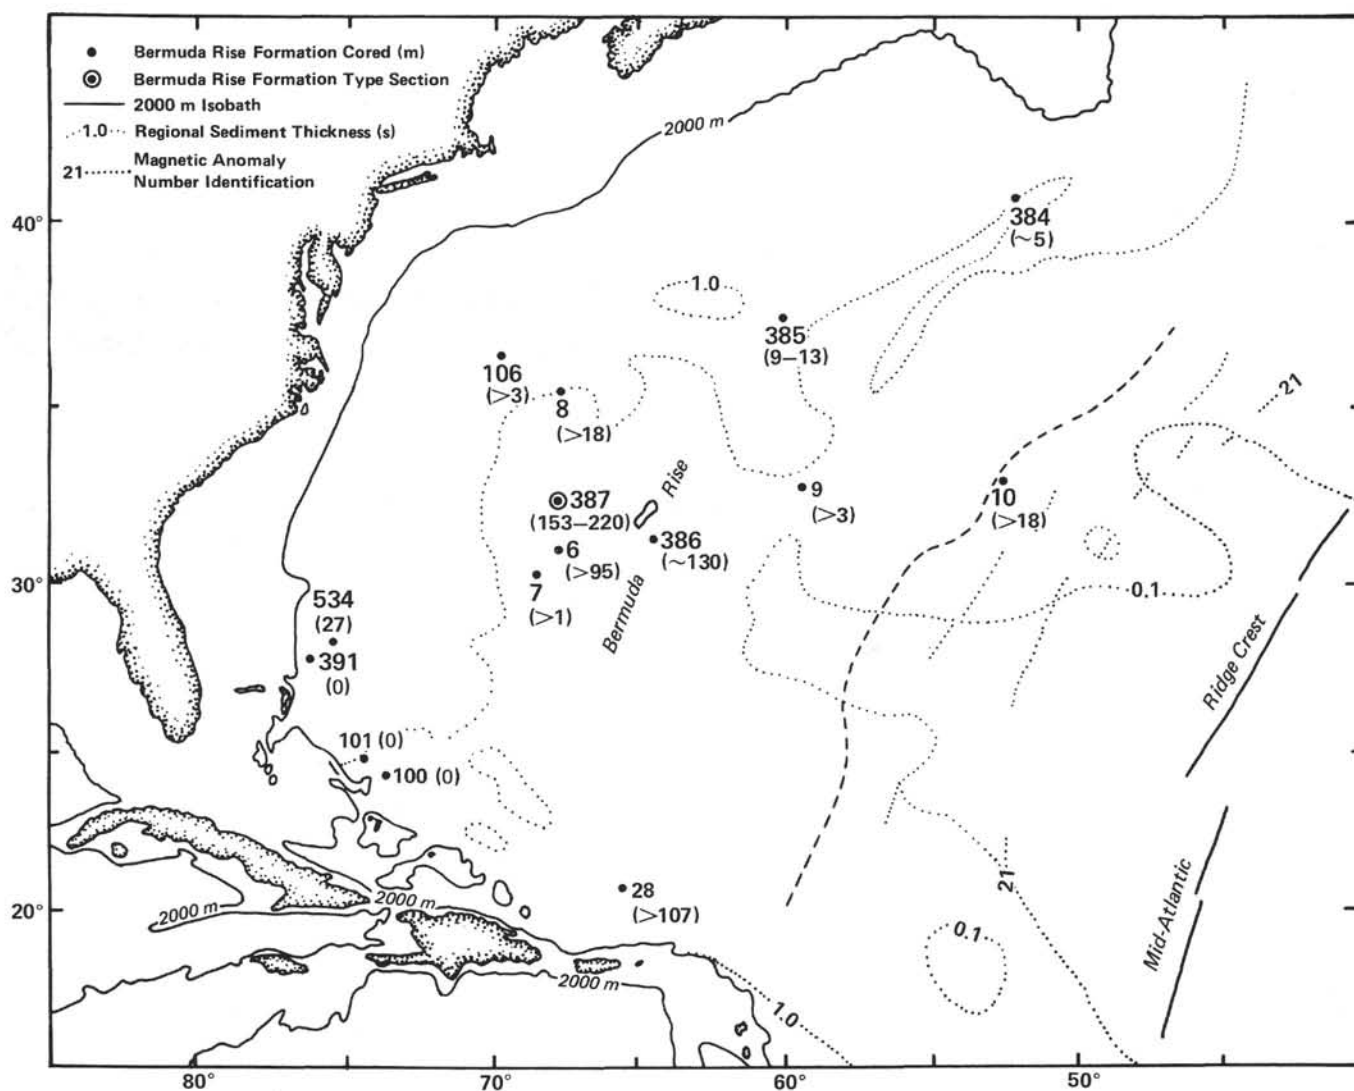 Bermuda Rise Formation Cored (m)
Bermuda Rise Formation Type Section
2000 m Isobath
1.0 Regional Sediment Thickness (s)
21 Magnetic Anomaly
Number Identification
2000 m
40°
384
(~5)
1.0
385
(9–13)
106
(>3)
8
(>18)
21
Rise
387
(153–220)
9
(>3)
10
(>18)
386
(~130)
6
(>95)
7
(>1)
30°
0.1
534
(27)
391
(0)
Bermuda
Ridge Crest
101 (0)
100 (0)
21
28
(>107)
20°
2000 m
2000 m
0.1
Mid-Atlantic
2000 m
1.0
80°
70°
60°
50°